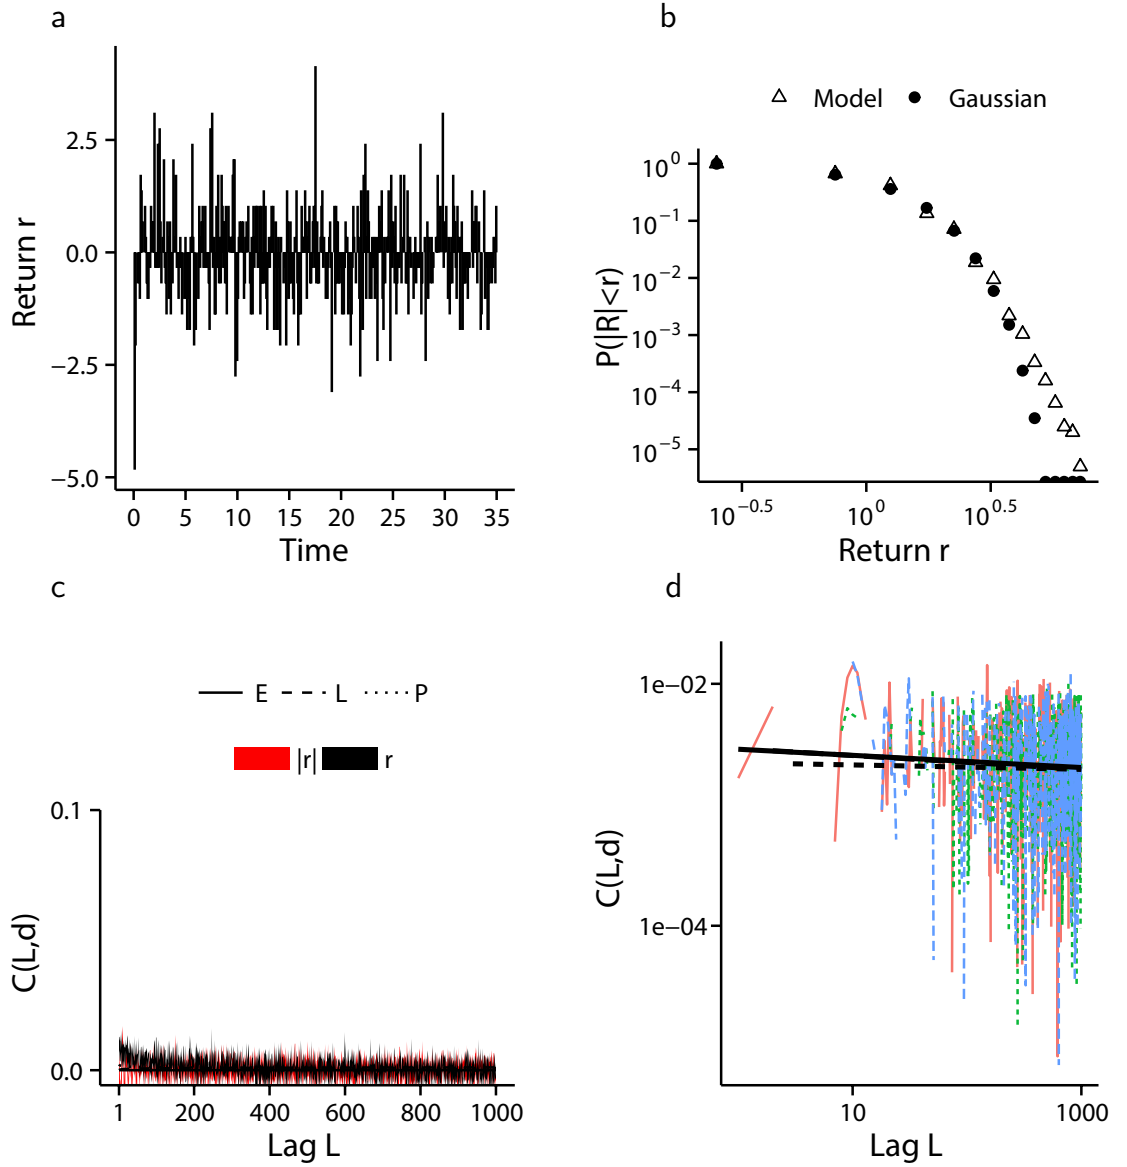 a
2.5
0.0
−2.5
−5.0
Return r
0 5 10 15 20 25 30 35
Time
b
Model Gaussian
10^0
10^−1
10^−2
10^−3
10^−4
10^−5
P(|R|<r)
10^−0.5 10^0 10^0.5
Return r
c
E L P
|r| r
0.1
0.0
C(L,d)
1 200 400 600 800 1000
Lag L
d
1e−02
1e−04
C(L,d)
10 1000
Lag L